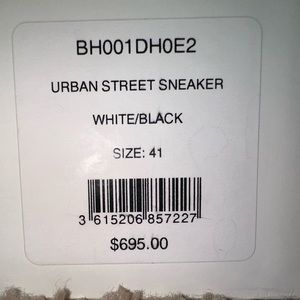 BH001DH0E2
URBAN STREET SNEAKER
WHITE/BLACK
SIZE: 41
3 615206 857227
$695.00